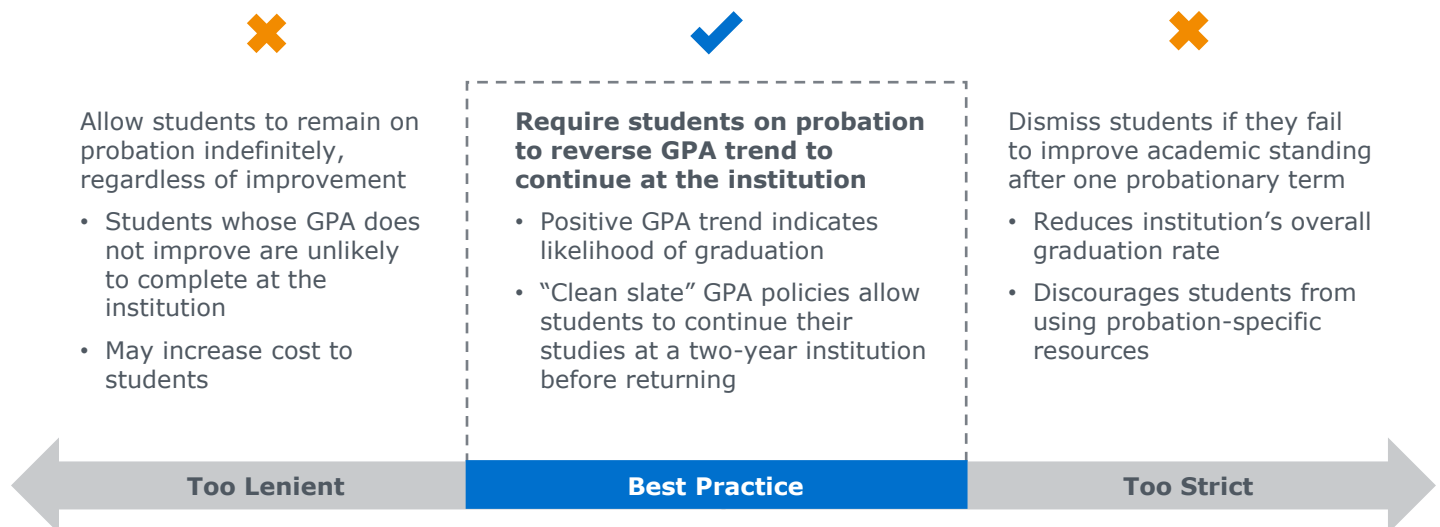 Allow students to remain on
probation indefinitely,
regardless of improvement
• Students whose GPA does
not improve are unlikely
to complete at the
institution
• May increase cost to
students
Require students on probation
to reverse GPA trend to
continue at the institution
• Positive GPA trend indicates
likelihood of graduation
• “Clean slate” GPA policies allow
students to continue their
studies at a two-year institution
before returning
Dismiss students if they fail
to improve academic standing
after one probationary term
• Reduces institution’s overall
graduation rate
• Discourages students from
using probation-specific
resources
Too Lenient
Best Practice
Too Strict